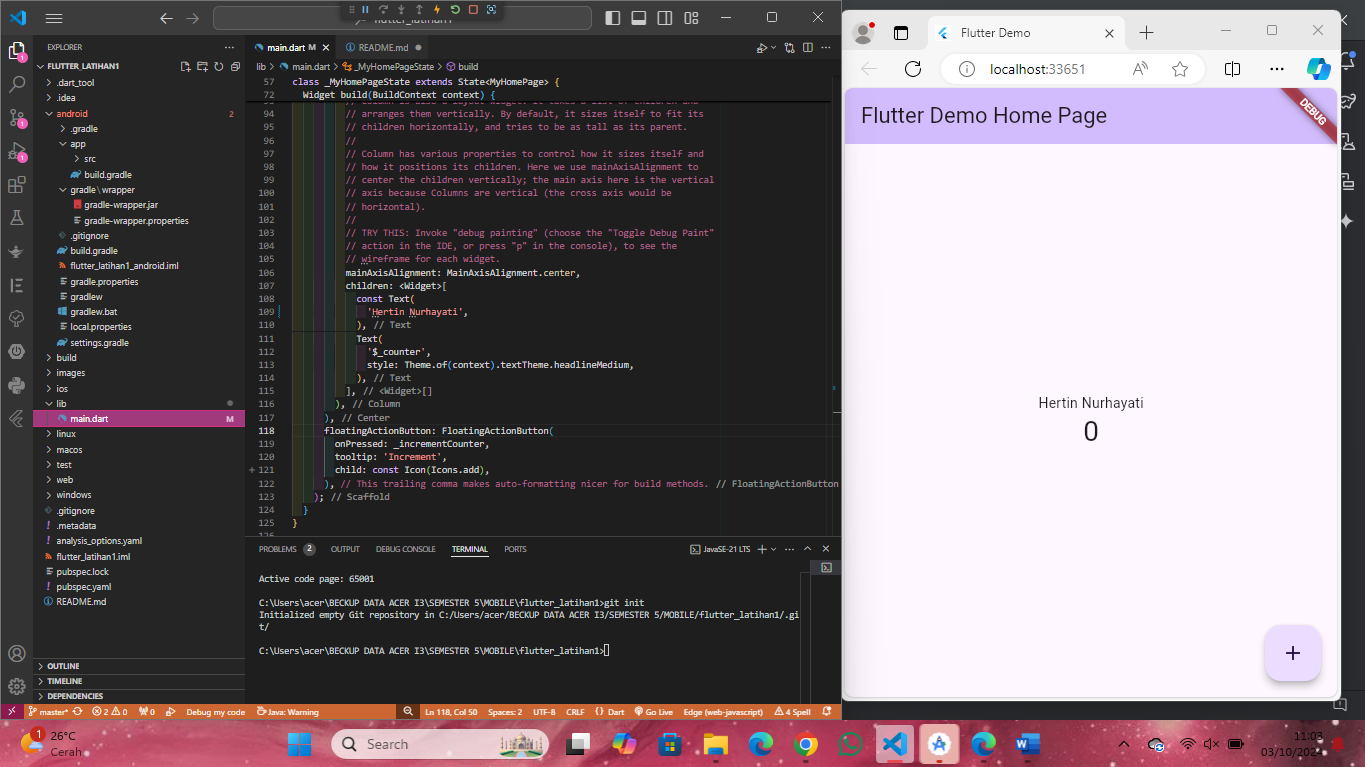 flutter_latihan1
EXPLORER
FLUTTER_LATIHAN1
.dart_tool
.idea
android 2
.gradle
app
src
build.gradle
gradle\wrapper
gradle-wrapper.jar
gradle-wrapper.properties
.gitignore
build.gradle
flutter_latihan1_android.iml
gradle.properties
gradlew
gradlew.bat
local.properties
settings.gradle
build
images
ios
lib
main.dart M
linux
macos
test
web
windows
.gitignore
.metadata
analysis_options.yaml
flutter_latihan1.iml
pubspec.lock
pubspec.yaml
README.md
OUTLINE
TIMELINE
DEPENDENCIES
main.dart M README.md
lib > main.dart > _MyHomePageState > build
57 class _MyHomePageState extends State<MyHomePage> {
72 Widget build(BuildContext context) {
93 // Column is also a layout widget. It takes a list of children and
94 // arranges them vertically. By default, it sizes itself to fit its
95 // children horizontally, and tries to be as tall as its parent.
96 //
97 // Column has various properties to control how it sizes itself and
98 // how it positions its children. Here we use mainAxisAlignment to
99 // center the children vertically; the main axis here is the vertical
100 // axis because Columns are vertical (the cross axis would be
101 // horizontal).
102 //
103 // TRY THIS: Invoke "debug painting" (choose the "Toggle Debug Paint"
104 // action in the IDE, or press "p" in the console), to see the
105 // wireframe for each widget.
106 mainAxisAlignment: MainAxisAlignment.center,
107 children: <Widget>[
108 const Text(
109 'Hertin Nurhayati',
110 ), // Text
111 Text(
112 '$_counter',
113 style: Theme.of(context).textTheme.headlineMedium,
114 ), // Text
115 ], // <Widget>[]
116 ), // Column
117 ), // Center
118 floatingActionButton: FloatingActionButton(
119 onPressed: _incrementCounter,
120 tooltip: 'Increment',
121 child: const Icon(Icons.add),
122 ), // This trailing comma makes auto-formatting nicer for build methods. // FloatingActionButton
123 ); // Scaffold
124 }
125 }
126
PROBLEMS 2 OUTPUT DEBUG CONSOLE TERMINAL PORTS JavaSE-21 LTS
Active code page: 65001
C:\Users\acer\BECKUP DATA ACER I3\SEMESTER 5\MOBILE\flutter_latihan1>git init
Initialized empty Git repository in C:/Users/acer/BECKUP DATA ACER I3/SEMESTER 5/MOBILE/flutter_latihan1/.gi
t/
C:\Users\acer\BECKUP DATA ACER I3\SEMESTER 5\MOBILE\flutter_latihan1>
master* 2 0 0 Debug my code Java: Warning Ln 118, Col 50 Spaces: 2 UTF-8 CRLF {} Dart Go Live Edge (web-javascript) 4 Spell
Flutter Demo
localhost:33651
Flutter Demo Home Page
DEBUG
Hertin Nurhayati
0
1
26°C
Cerah
Search
11:03